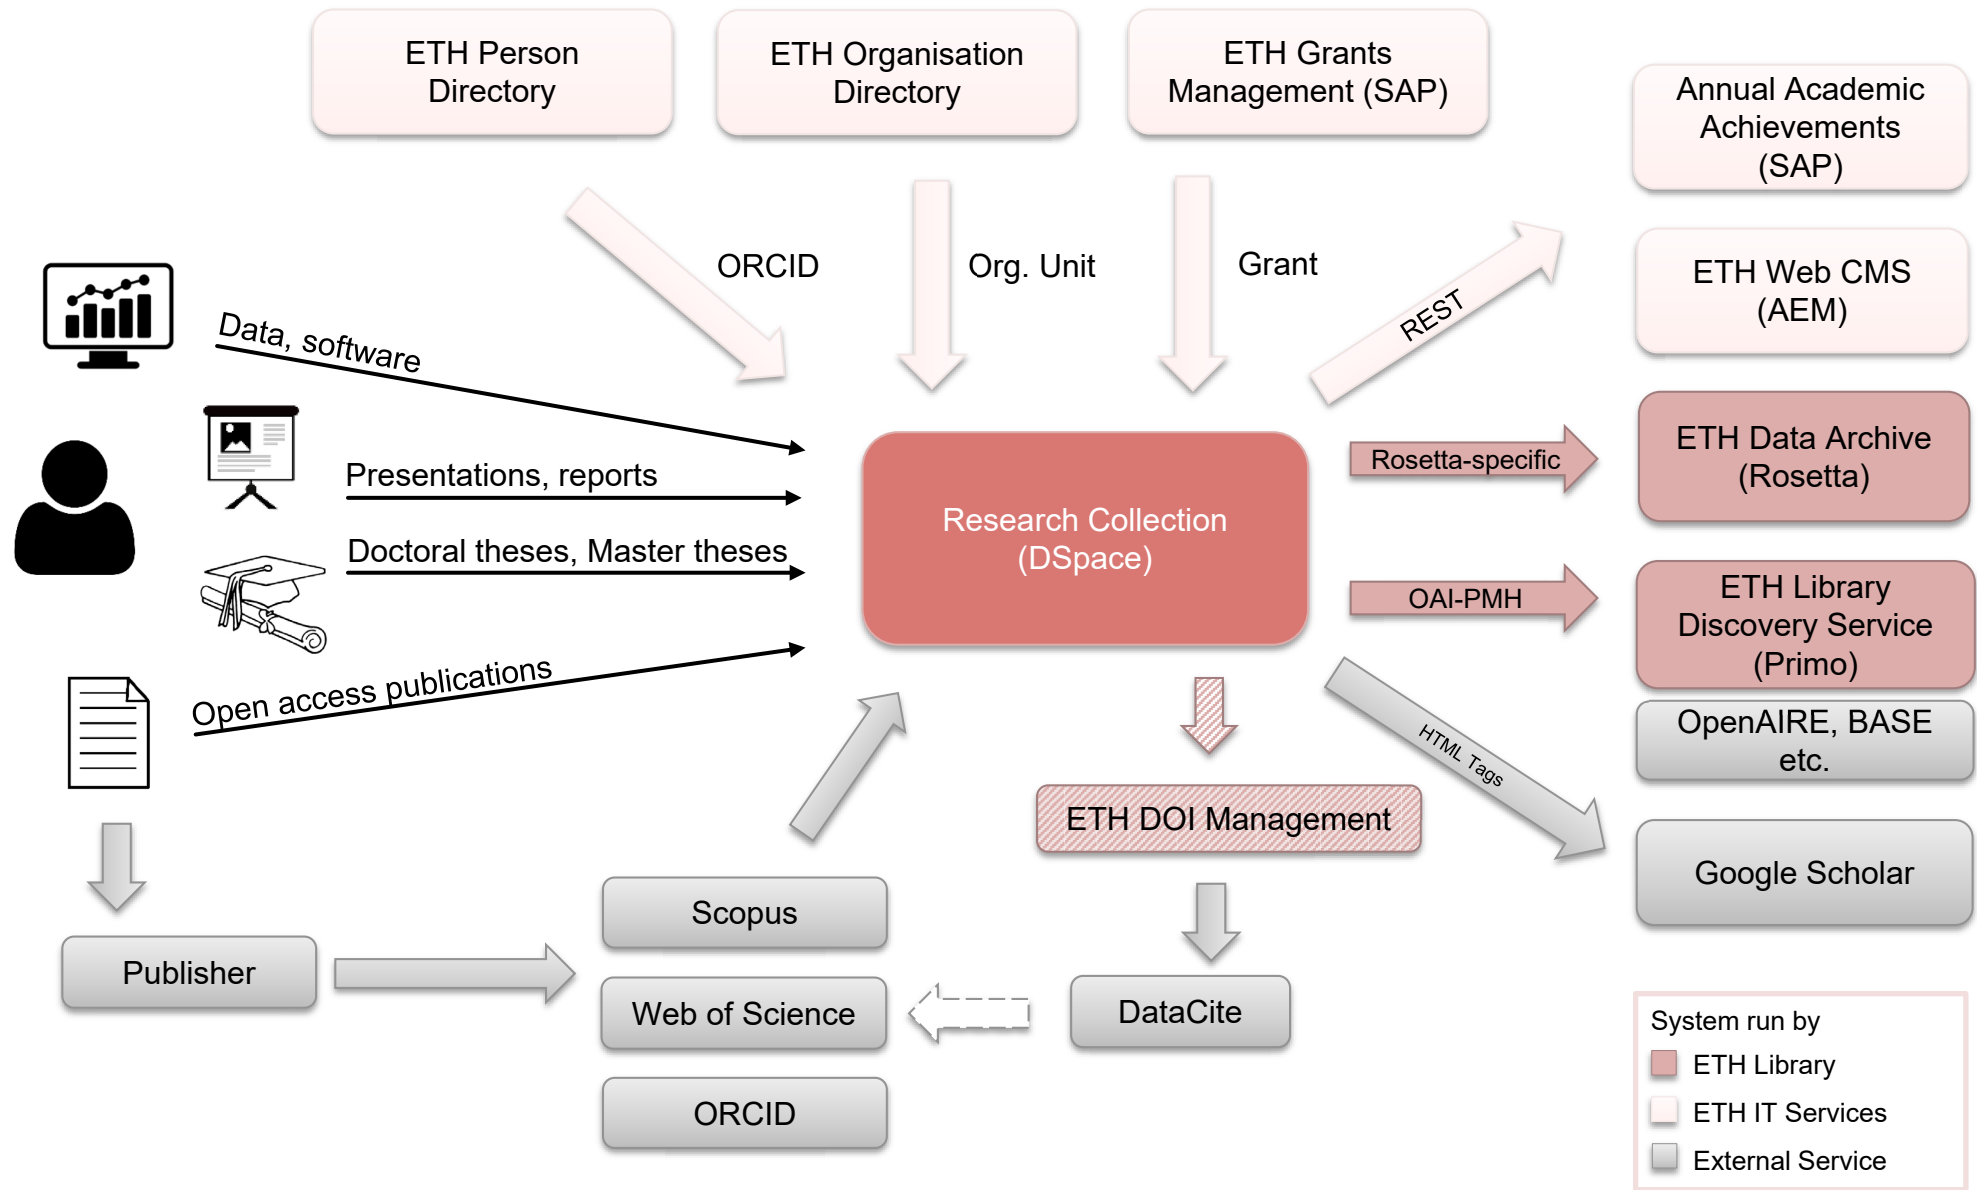 ETH Person
Directory
ETH Organisation
Directory
ETH Grants
Management (SAP)
Annual Academic
Achievements
(SAP)
ORCID
Org. Unit
Grant
REST
ETH Web CMS
(AEM)
Data, software
Presentations, reports
Doctoral theses, Master theses
Open access publications
Research Collection
(DSpace)
Rosetta-specific
ETH Data Archive
(Rosetta)
OAI-PMH
ETH Library
Discovery Service
(Primo)
OpenAIRE, BASE
etc.
HTML Tags
ETH DOI Management
Google Scholar
Publisher
Scopus
Web of Science
ORCID
DataCite
System run by
ETH Library
ETH IT Services
External Service